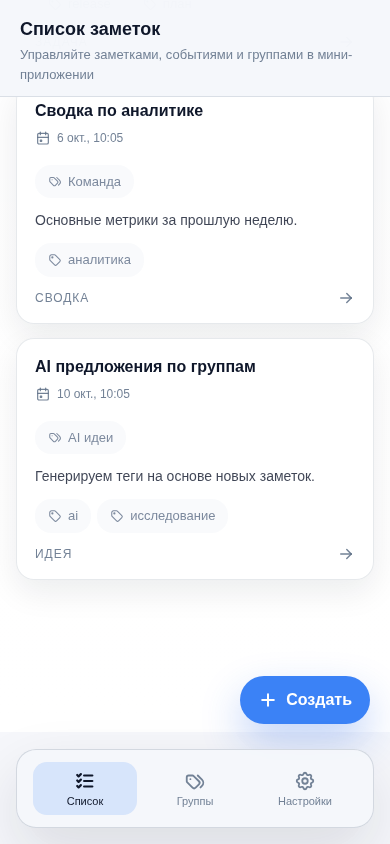 Список заметок
Управляйте заметками, событиями и группами в мини-
приложении
Сводка по аналитике
6 окт., 10:05
Команда
Основные метрики за прошлую неделю.
аналитика
СВОДКА
AI предложения по группам
10 окт., 10:05
AI идеи
Генерируем теги на основе новых заметок.
ai исследование
ИДЕЯ
Создать
Список Группы Настройки